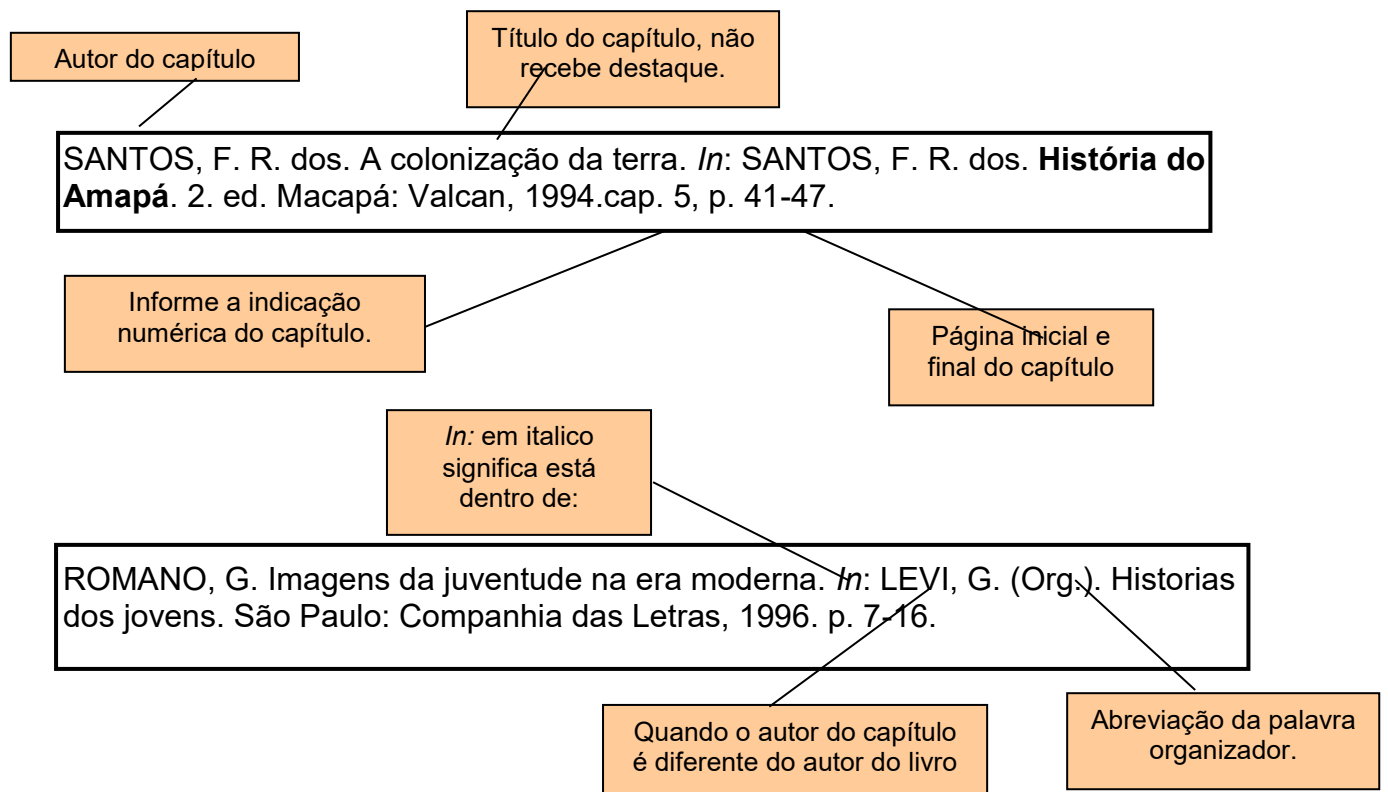 Autor do capítulo
Título do capítulo, não
recebe destaque.
SANTOS, F. R. dos. A colonização da terra. In: SANTOS, F. R. dos. História do
Amapá. 2. ed. Macapá: Valcan, 1994.cap. 5, p. 41-47.
Informe a indicação
numérica do capítulo.
Página inicial e
final do capítulo
In: em italico
significa está
dentro de:
ROMANO, G. Imagens da juventude na era moderna. In: LEVI, G. (Org.). Historias
dos jovens. São Paulo: Companhia das Letras, 1996. p. 7-16.
Quando o autor do capítulo
é diferente do autor do livro
Abreviação da palavra
organizador.